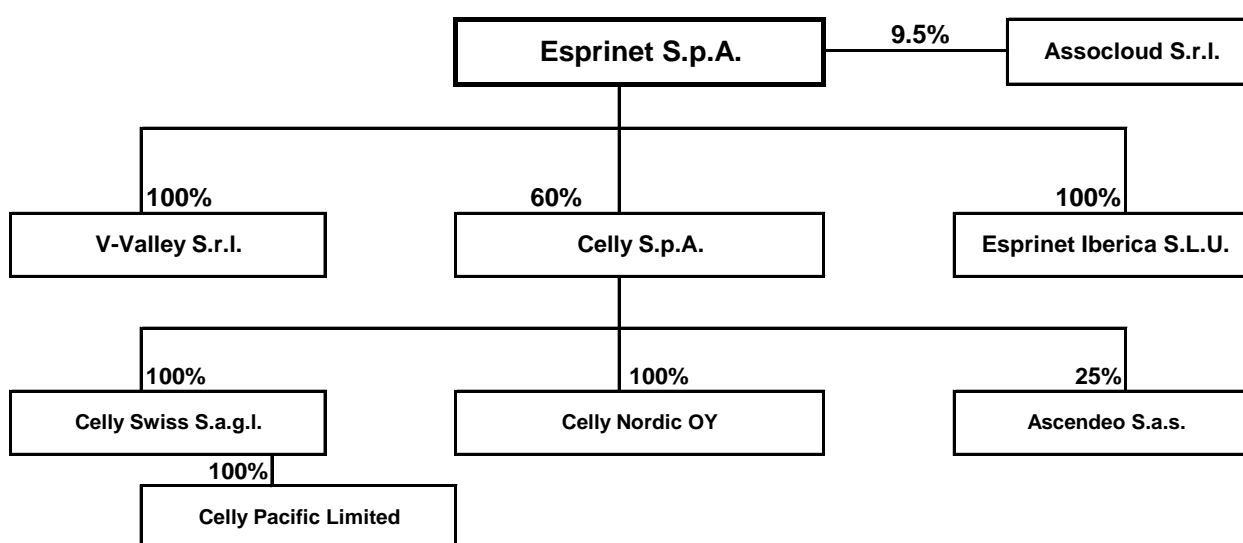 Esprinet S.p.A.
9.5%
Assocloud S.r.l.
100%
60%
100%
V-Valley S.r.l.
Celly S.p.A.
Esprinet Iberica S.L.U.
100%
100%
25%
Celly Swiss S.a.g.l.
Celly Nordic OY
Ascendeo S.a.s.
100%
Celly Pacific Limited